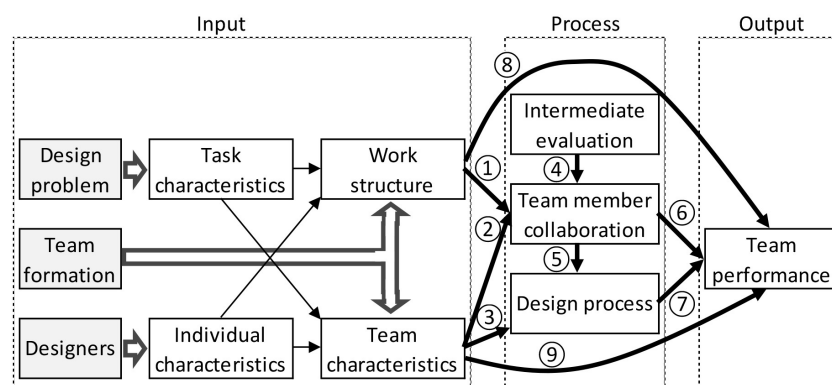 Input
Process
Output
Design
problem
Task
characteristics
Work
structure
Team
formation
Designers
Individual
characteristics
Team
characteristics
⑧
①
②
③
⑨
Intermediate
evaluation
④
Team member
collaboration
⑤
Design process
⑥
⑦
Team
performance